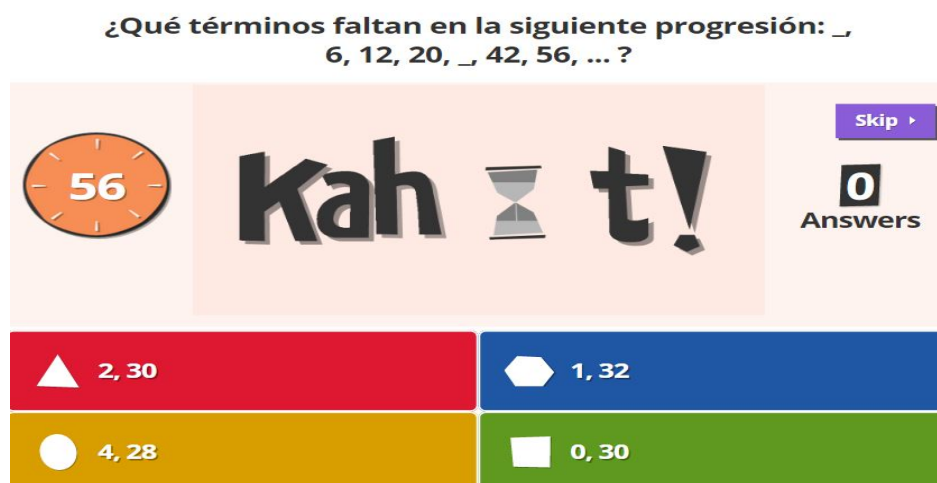 ¿Qué términos faltan en la siguiente progresión: _,
6, 12, 20, _, 42, 56, ... ?
Skip
56
Kah t!
0
Answers
2, 30
1, 32
4, 28
0, 30